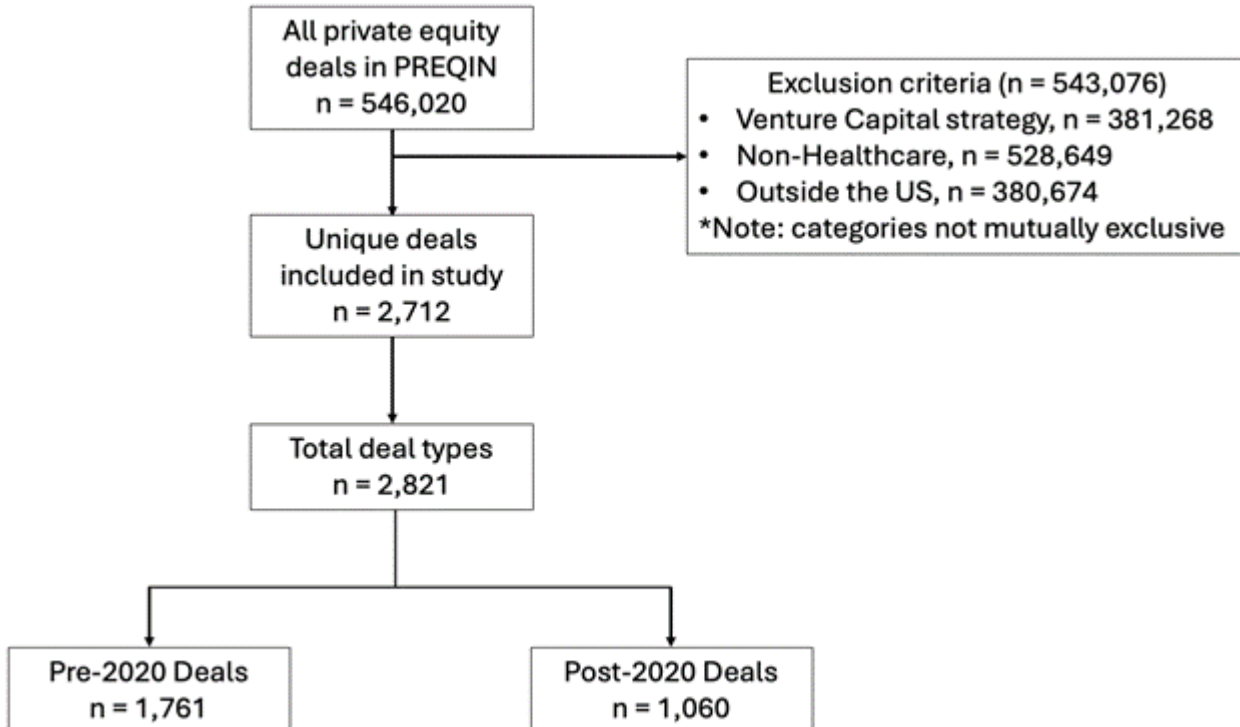 All private equity
deals in PREQIN
n = 546,020
Exclusion criteria (n = 543,076)
• Venture Capital strategy, n = 381,268
• Non-Healthcare, n = 528,649
• Outside the US, n = 380,674
*Note: categories not mutually exclusive
Unique deals
included in study
n = 2,712
Total deal types
n = 2,821
Pre-2020 Deals
n = 1,761
Post-2020 Deals
n = 1,060